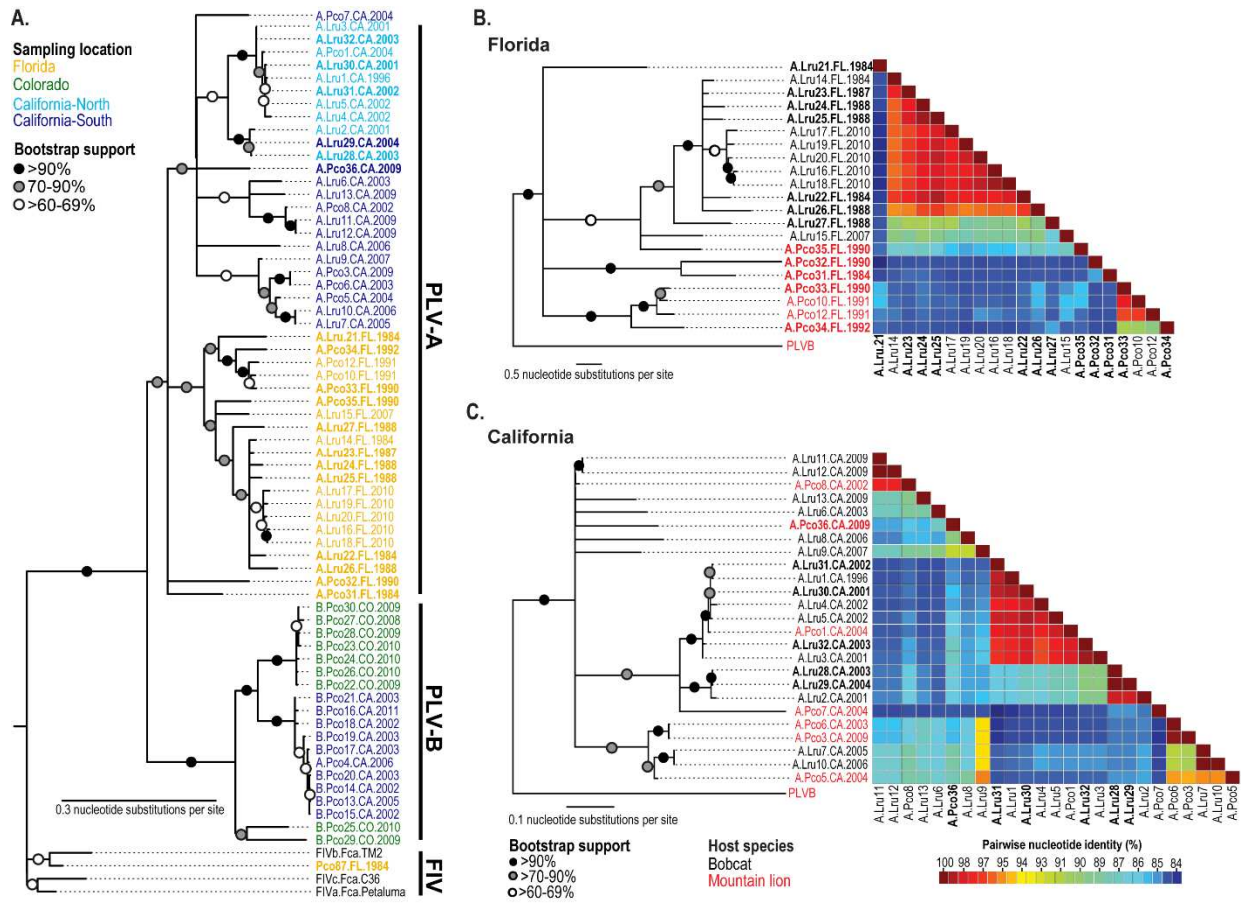 A.
Sampling location
Florida
Colorado
California-North
California-South
Bootstrap support
>90%
70-90%
>60-69%
A.Pco7.CA.2004
A.Lru3.CA.2001
A.Lru32.CA.2003
A.Pco1.CA.2004
A.Lru30.CA.2001
A.Lru1.CA.1996
A.Lru31.CA.2002
A.Lru5.CA.2002
A.Lru4.CA.2002
A.Lru2.CA.2001
A.Lru29.CA.2004
A.Lru28.CA.2003
A.Pco36.CA.2009
A.Lru6.CA.2003
A.Lru13.CA.2009
A.Pco8.CA.2002
A.Lru11.CA.2009
A.Lru12.CA.2009
A.Lru8.CA.2006
A.Lru9.CA.2007
A.Pco3.CA.2009
A.Pco6.CA.2003
A.Pco5.CA.2004
A.Lru10.CA.2006
A.Lru7.CA.2005
A.Lru.21.FL.1984
A.Pco34.FL.1992
A.Pco12.FL.1991
A.Pco10.FL.1991
A.Pco33.FL.1990
A.Pco35.FL.1990
A.Lru15.FL.2007
A.Lru27.FL.1988
A.Lru14.FL.1984
A.Lru23.FL.1987
A.Lru24.FL.1988
A.Lru25.FL.1988
A.Lru17.FL.2010
A.Lru19.FL.2010
A.Lru20.FL.2010
A.Lru16.FL.2010
A.Lru18.FL.2010
A.Lru22.FL.1984
A.Lru26.FL.1988
A.Pco32.FL.1990
A.Pco31.FL.1984
B.Pco30.CO.2009
B.Pco27.CO.2008
B.Pco28.CO.2009
B.Pco23.CO.2010
B.Pco24.CO.2010
B.Pco26.CO.2010
B.Pco22.CO.2009
B.Pco21.CA.2003
B.Pco16.CA.2011
B.Pco18.CA.2002
B.Pco19.CA.2003
B.Pco17.CA.2003
A.Pco4.CA.2006
B.Pco20.CA.2003
B.Pco14.CA.2002
B.Pco13.CA.2005
B.Pco15.CA.2002
B.Pco25.CO.2010
B.Pco29.CO.2009
FIVb.Fca.TM2
Pco87.FL.1984
FIVc.Fca.C36
FIVa.Fca.Petaluma
0.3 nucleotide substitutions per site
PLV-A
PLV-B
FIV
B.
Florida
A.Lru21.FL.1984
A.Lru14.FL.1984
A.Lru23.FL.1987
A.Lru24.FL.1988
A.Lru25.FL.1988
A.Lru17.FL.2010
A.Lru19.FL.2010
A.Lru20.FL.2010
A.Lru16.FL.2010
A.Lru18.FL.2010
A.Lru22.FL.1984
A.Lru26.FL.1988
A.Lru27.FL.1988
A.Lru15.FL.2007
A.Pco35.FL.1990
A.Pco32.FL.1990
A.Pco31.FL.1984
A.Pco33.FL.1990
A.Pco10.FL.1991
A.Pco12.FL.1991
A.Pco34.FL.1992
PLVB
0.5 nucleotide substitutions per site
A.Lru.21
A.Lru14
A.Lru23
A.Lru24
A.Lru25
A.Lru17
A.Lru19
A.Lru20
A.Lru16
A.Lru18
A.Lru22
A.Lru26
A.Lru27
A.Lru15
A.Pco35
A.Pco32
A.Pco31
A.Pco33
A.Pco10
A.Pco12
A.Pco34
C.
California
A.Lru11.CA.2009
A.Lru12.CA.2009
A.Pco8.CA.2002
A.Lru13.CA.2009
A.Lru6.CA.2003
A.Pco36.CA.2009
A.Lru8.CA.2006
A.Lru9.CA.2007
A.Lru31.CA.2002
A.Lru1.CA.1996
A.Lru30.CA.2001
A.Lru4.CA.2002
A.Lru5.CA.2002
A.Pco1.CA.2004
A.Lru32.CA.2003
A.Lru3.CA.2001
A.Lru28.CA.2003
A.Lru29.CA.2004
A.Lru2.CA.2001
A.Pco7.CA.2004
A.Pco6.CA.2003
A.Pco3.CA.2009
A.Lru7.CA.2005
A.Lru10.CA.2006
A.Pco5.CA.2004
PLVB
0.1 nucleotide substitutions per site
A.Lru11
A.Lru12
A.Pco8
A.Lru13
A.Lru6
A.Pco36
A.Lru8
A.Lru9
A.Lru31
A.Lru1
A.Lru30
A.Lru4
A.Lru5
A.Pco1
A.Lru32
A.Lru3
A.Lru28
A.Lru29
A.Lru2
A.Pco7
A.Pco6
A.Pco3
A.Lru7
A.Lru10
A.Pco5
Bootstrap support
>90%
>70-90%
>60-69%
Host species
Bobcat
Mountain lion
Pairwise nucleotide identity (%)
100 98 97 95 94 93 91 90 89 87 86 85 84